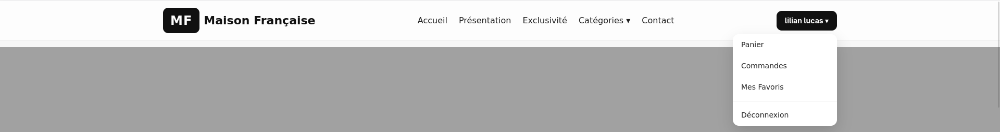 MF Maison Française Accueil Présentation Exclusivité Catégories ▾ Contact lilian lucas ▾
Panier
Commandes
Mes Favoris
Déconnexion